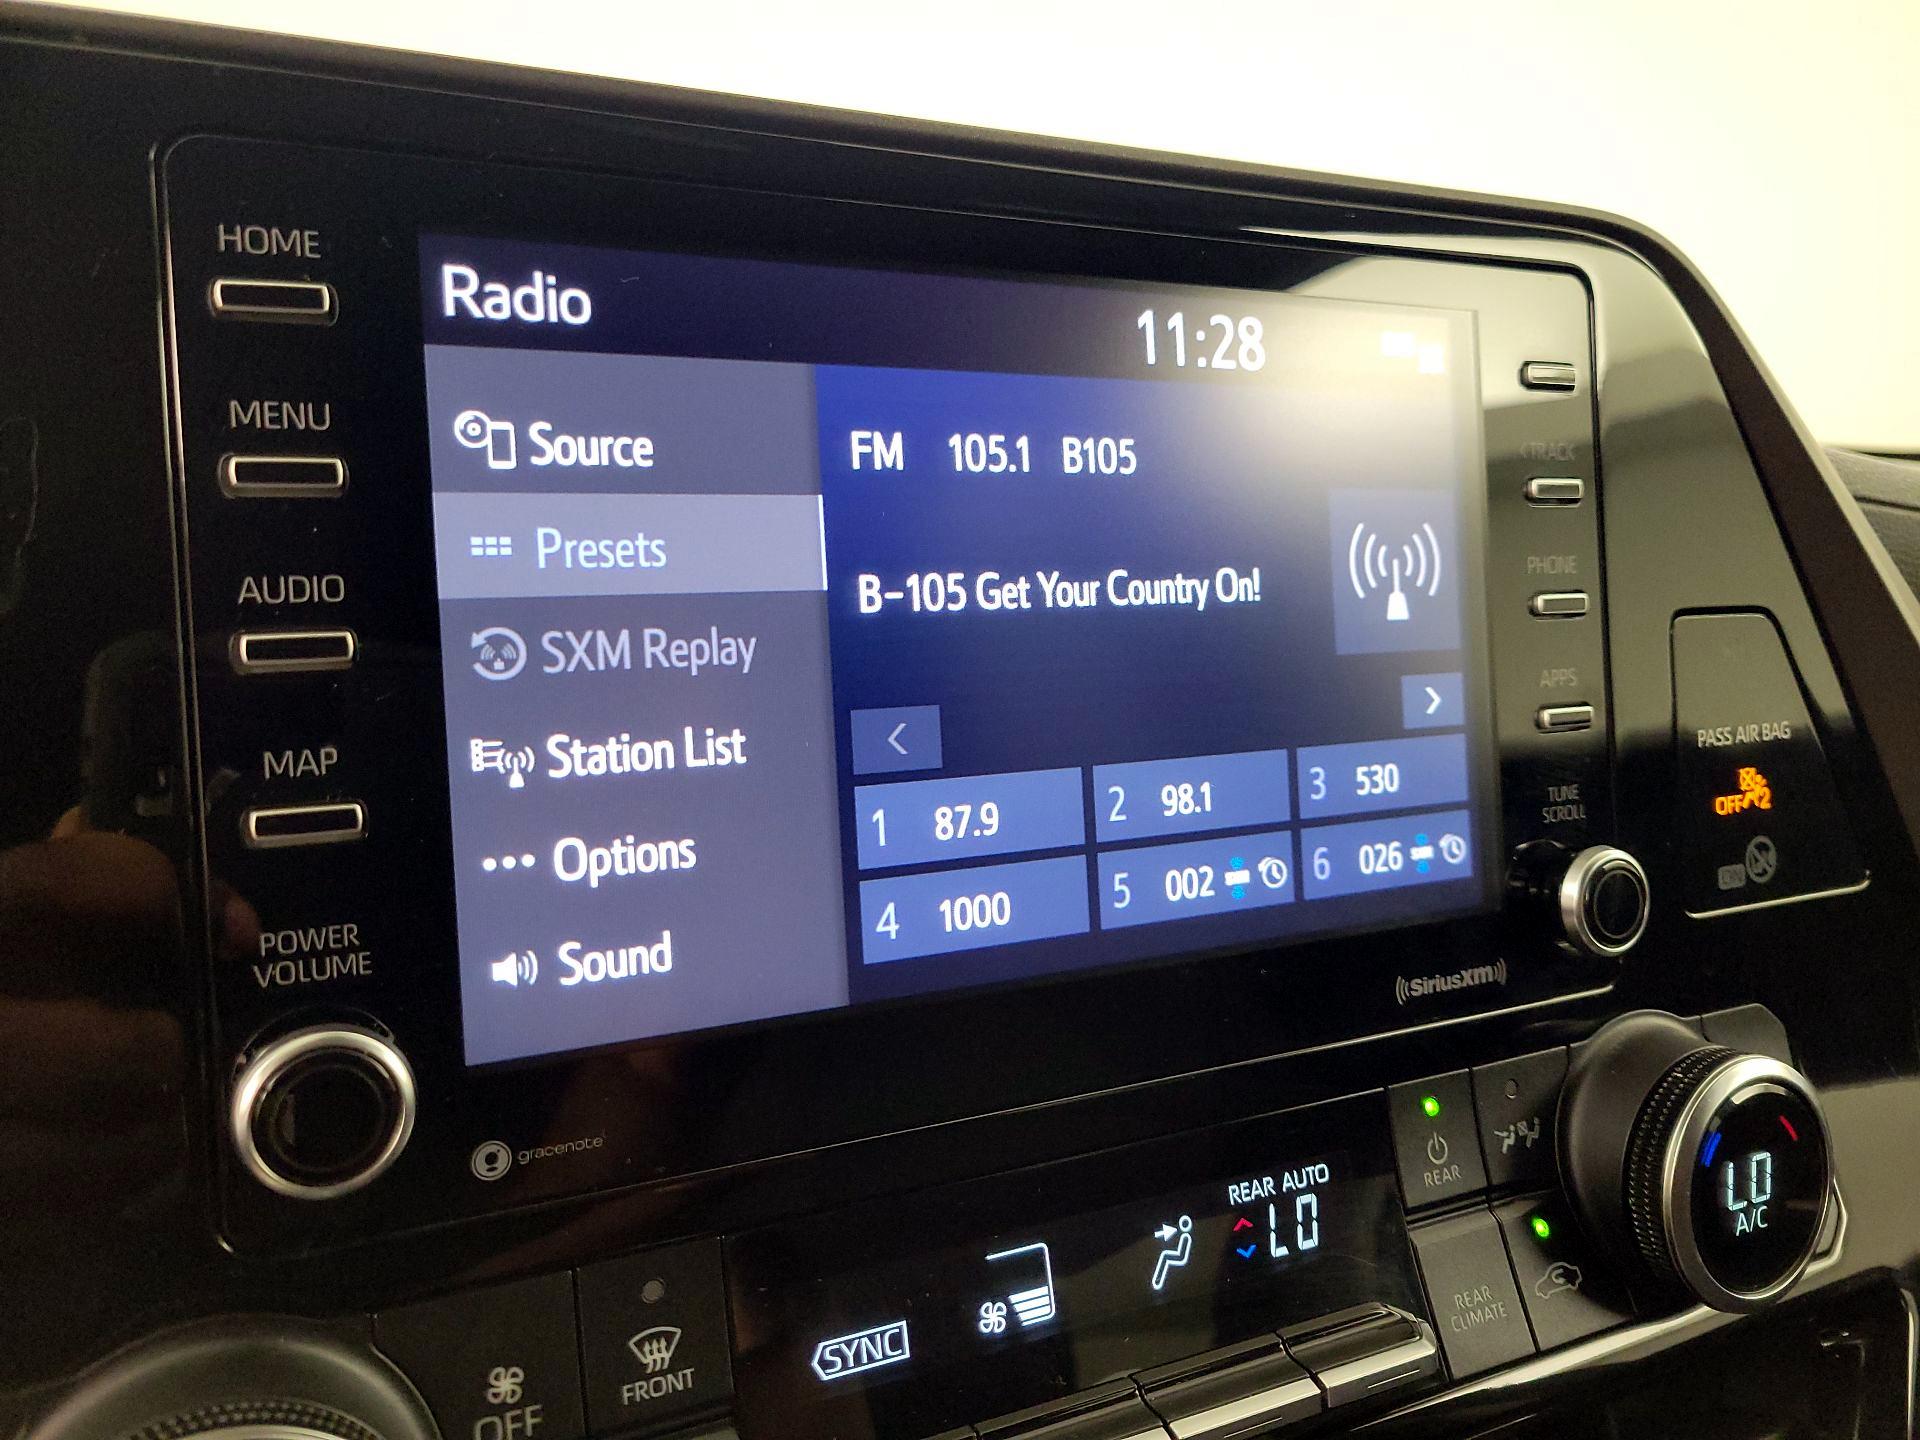 HOME
MENU
AUDIO
MAP
POWER
VOLUME
Radio
11:28
Source
Presets
SXM Replay
Station List
Options
Sound
FM 105.1 B105
B-105 Get Your Country On!
<
>
1 87.9
2 98.1
3 530
4 1000
5 002
6 026
<TRACK
PHONE
APPS
TUNE
SCROLL
PASS AIR BAG
OFF 2
ON
((SiriusXM))
gracenote
REAR AUTO
LO
SYNC
OFF
FRONT
REAR
REAR
CLIMATE
LO
A/C